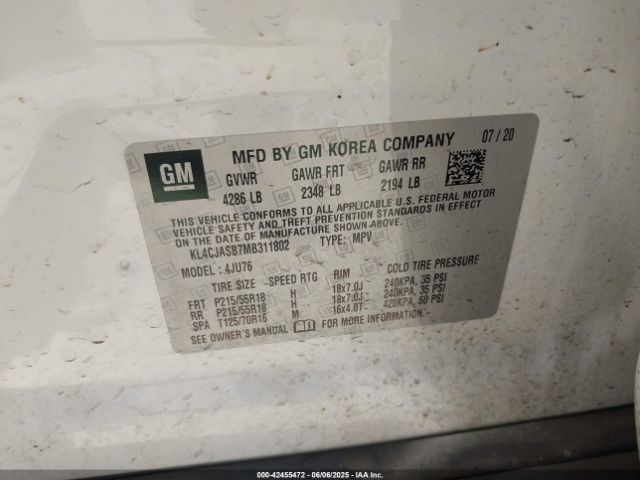 GM
MFD BY GM KOREA COMPANY 07/20
GVWR GAWR FRT GAWR RR
4286 LB 2348 LB 2194 LB
THIS VEHICLE CONFORMS TO ALL APPLICABLE U.S. FEDERAL MOTOR
VEHICLE SAFETY AND THEFT PREVENTION STANDARDS IN EFFECT
ON THE DATE OF MANUFACTURE SHOWN ABOVE.
KL4CJASB7MB311802 TYPE: MPV
MODEL: 4JU76
TIRE SIZE SPEED RTG RIM COLD TIRE PRESSURE
FRT P215/55R18 H 18x7.0J 240KPA, 35 PSI
RR P215/55R18 H 18x7.0J 240KPA, 35 PSI
SPA T125/70R16 M 16x4.0T 420KPA, 60 PSI
SEE OWNER'S MANUAL FOR MORE INFORMATION.
000-42455472 06/06/2025 - IAAI.com